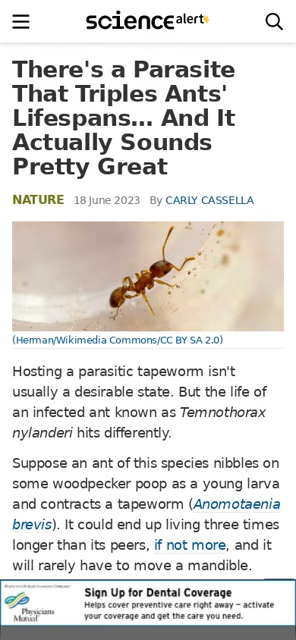 sciencealert
There's a Parasite
That Triples Ants'
Lifespans... And It
Actually Sounds
Pretty Great
NATURE 18 June 2023 By CARLY CASSELLA
(Herman/Wikimedia Commons/CC BY SA 2.0)
Hosting a parasitic tapeworm isn't
usually a desirable state. But the life of
an infected ant known as Temnothorax
nylanderi hits differently.
Suppose an ant of this species nibbles on
some woodpecker poop as a young larva
and contracts a tapeworm (Anomotaenia
brevis). It could end up living three times
longer than its peers, if not more, and it
will rarely have to move a mandible.
Physicians
Mutual
Sign Up for Dental Coverage
Helps cover preventive care right away – activate
your coverage and get the care you need.